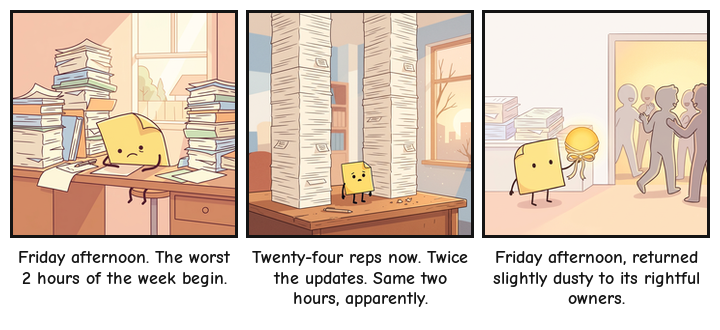 Friday afternoon. The worst
2 hours of the week begin.
Twenty-four reps now. Twice
the updates. Same two
hours, apparently.
Friday afternoon, returned
slightly dusty to its rightful
owners.